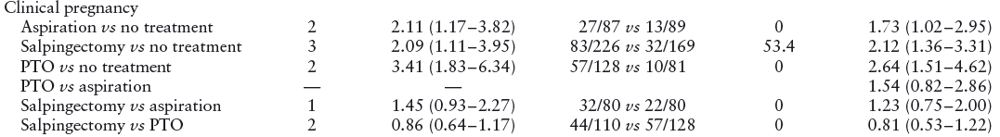 Clinical pregnancy
Aspiration vs no treatment 2 2.11 (1.17–3.82) 27/87 vs 13/89 0 1.73 (1.02–2.95)
Salpingectomy vs no treatment 3 2.09 (1.11–3.95) 83/226 vs 32/169 53.4 2.12 (1.36–3.31)
PTO vs no treatment 2 3.41 (1.83–6.34) 57/128 vs 10/81 0 2.64 (1.51–4.62)
PTO vs aspiration — — 1.54 (0.82–2.86)
Salpingectomy vs aspiration 1 1.45 (0.93–2.27) 32/80 vs 22/80 0 1.23 (0.75–2.00)
Salpingectomy vs PTO 2 0.86 (0.64–1.17) 44/110 vs 57/128 0 0.81 (0.53–1.22)